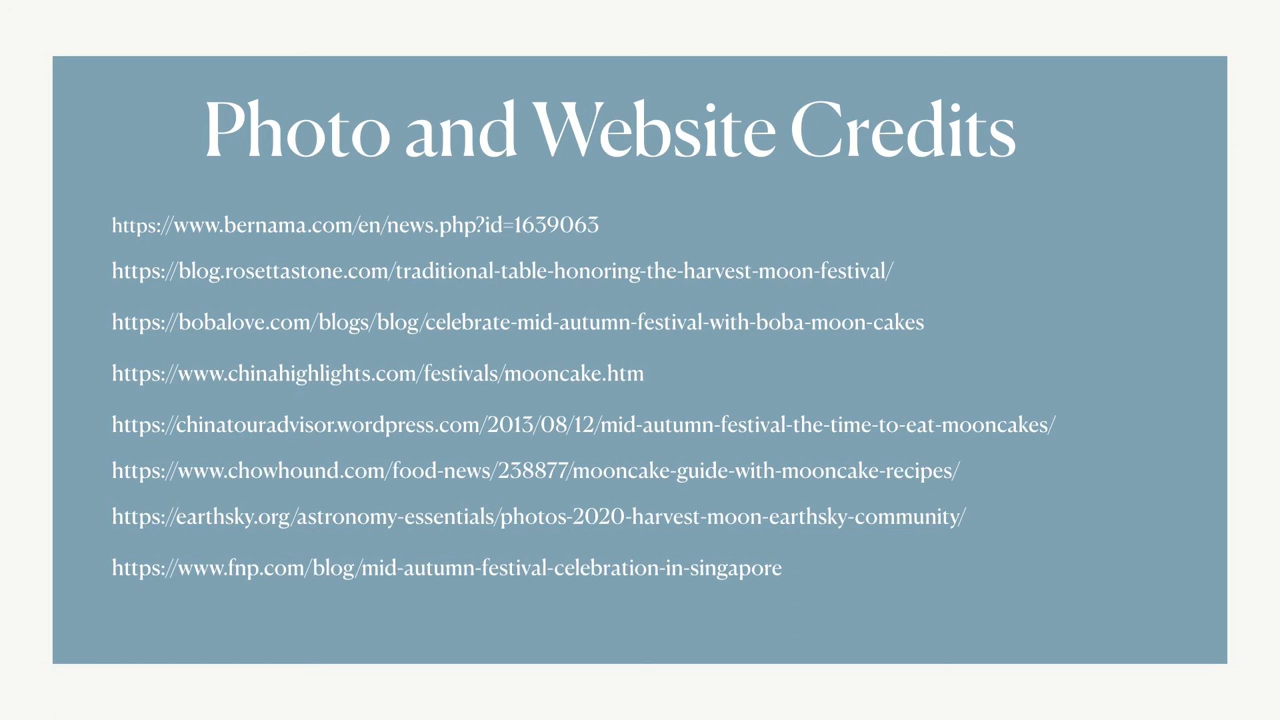 Photo and Website Credits
https://www.bernama.com/en/news.php?id=1639063
https://blog.rosettastone.com/traditional-table-honoring-the-harvest-moon-festival/
https://bobalove.com/blogs/blog/celebrate-mid-autumn-festival-with-boba-moon-cakes
https://www.chinahighlights.com/festivals/mooncake.htm
https://chinatouradvisor.wordpress.com/2013/08/12/mid-autumn-festival-the-time-to-eat-mooncakes/
https://www.chowhound.com/food-news/238877/mooncake-guide-with-mooncake-recipes/
https://earthsky.org/astronomy-essentials/photos-2020-harvest-moon-earthsky-community/
https://www.fnp.com/blog/mid-autumn-festival-celebration-in-singapore